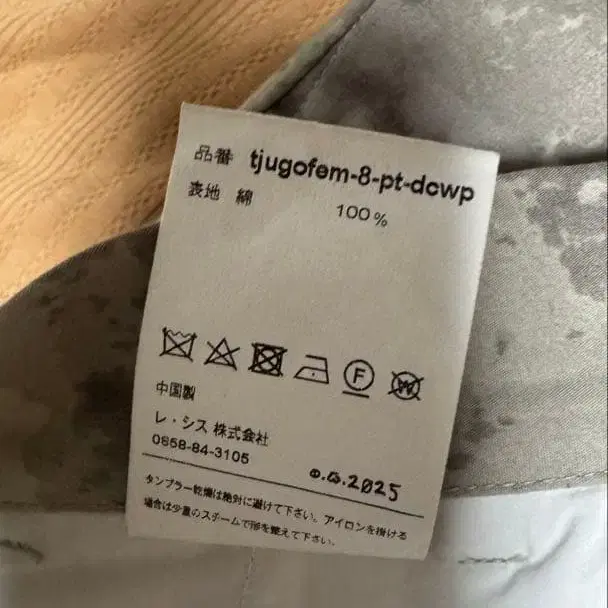 品番 tjugofem-8-pt-dcwp
表地 綿 100%
F W
中国製
レ・シス 株式会社
0858-84-3105
e.g.2025
タンブラー乾燥は絶対に避けて下さい。アイロンを掛ける
場合は少量のスチームで形を整えて下さい。